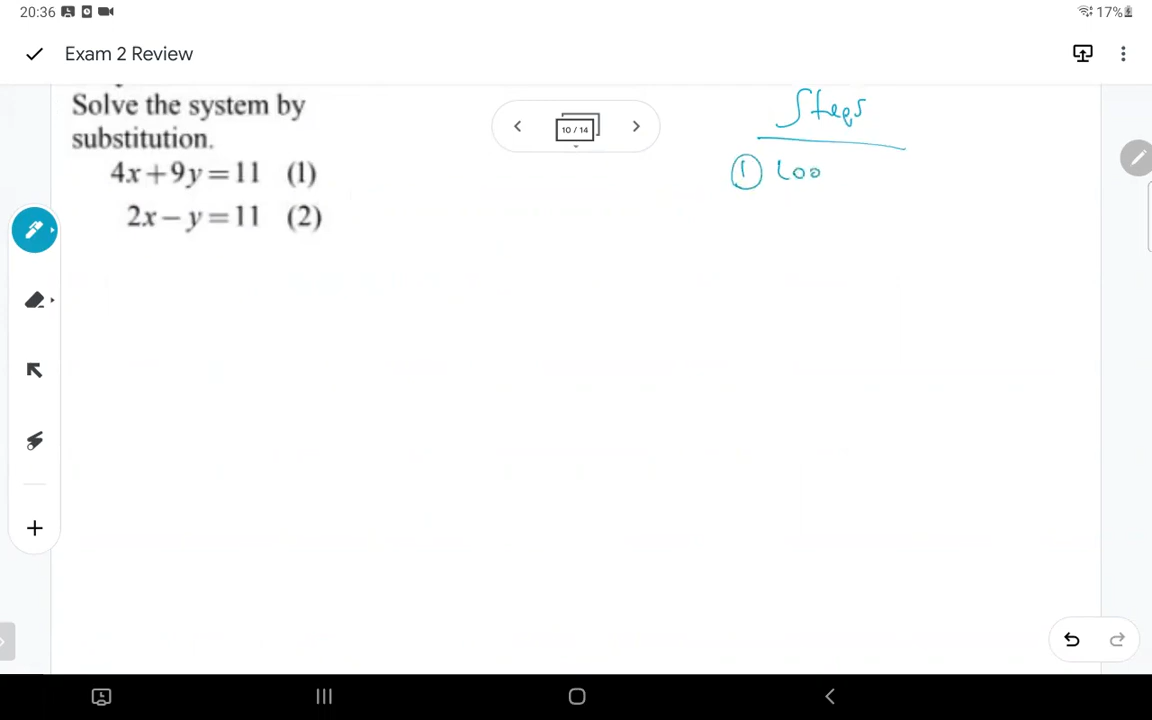 20:36 17%
Exam 2 Review
Solve the system by
substitution.
4x+9y=11 (1)
2x−y=11 (2)
10 / 14
Steps
① Loo